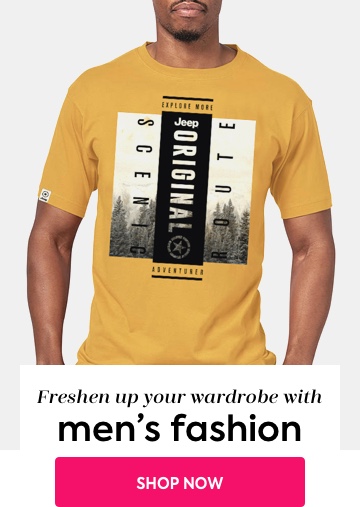 EXPLORE MORE
Jeep
SCENIC
ORIGINAL
ROUTE
ADVENTURER
Freshen up your wardrobe with
men's fashion
SHOP NOW